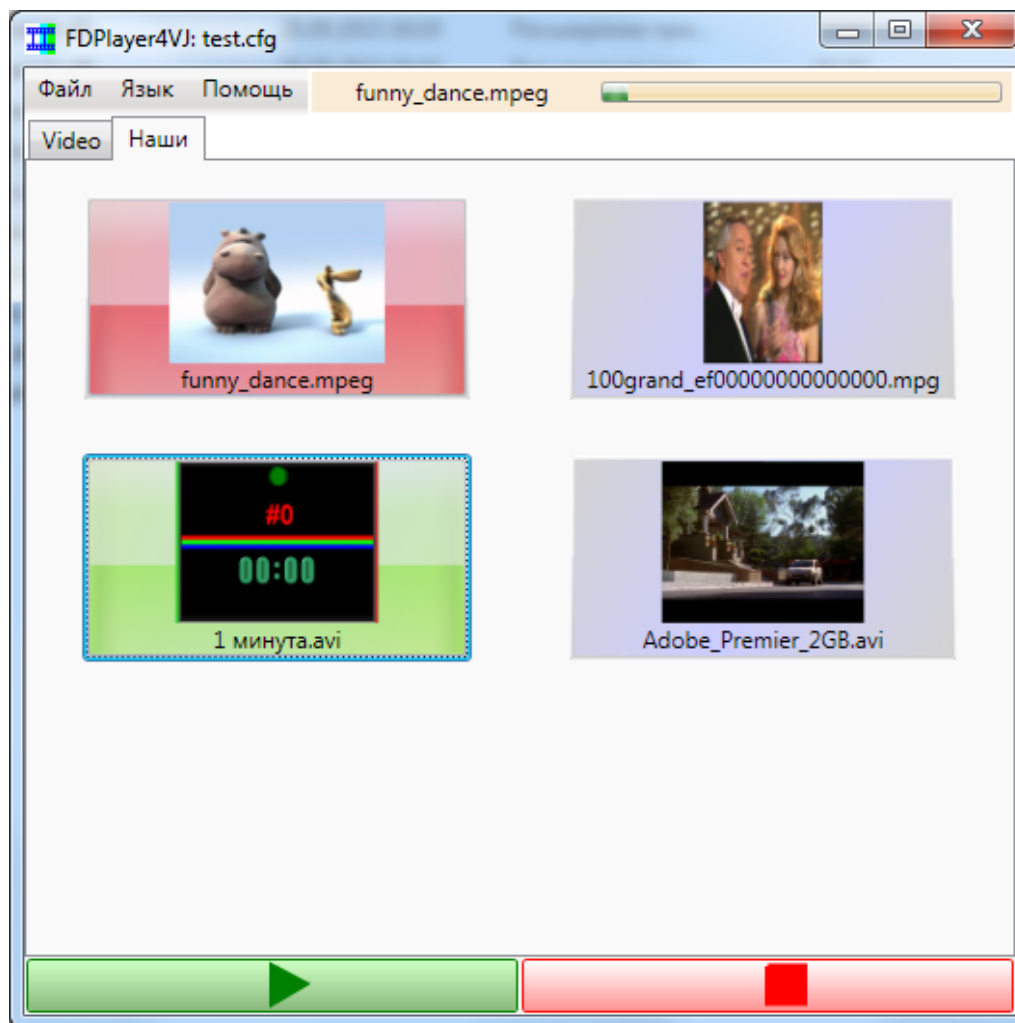 FDPlayer4VJ: test.cfg
Файл Язык Помощь funny_dance.mpeg
Video Наши
funny_dance.mpeg
100grand_ef00000000000000.mpg
#0
00:00
1 минута.avi
Adobe_Premier_2GB.avi